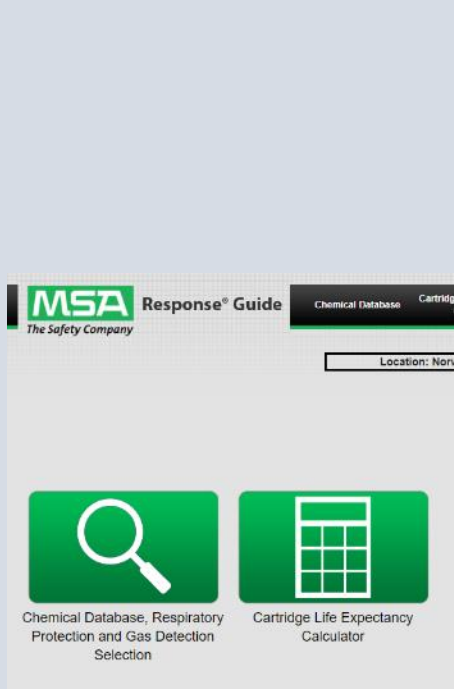 MSA
The Safety Company
Response® Guide
Chemical Database
Location:
Chemical Database, Respiratory
Protection and Gas Detection
Selection
Cartridge Life Expectancy
Calculator